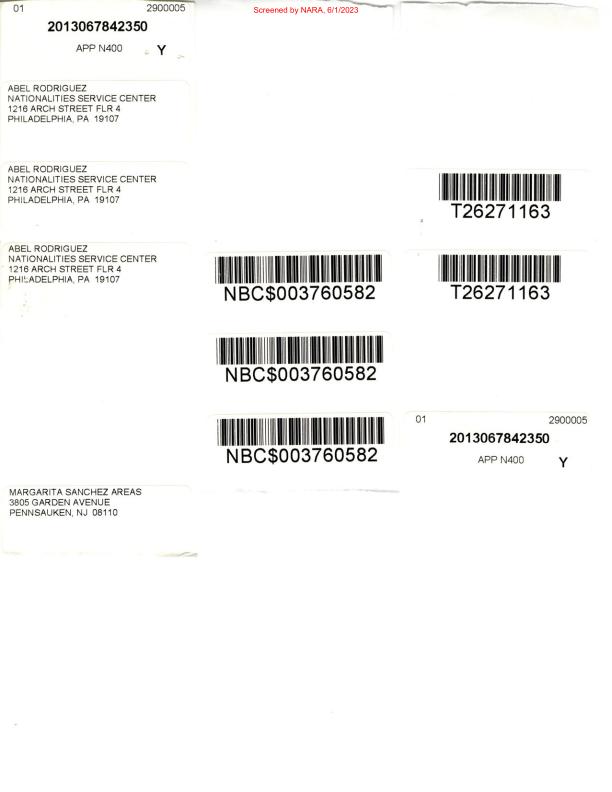 Screened by NARA, 6/1/2023
01 2900005
2013067842350
APP N400 Y
ABEL RODRIGUEZ
NATIONALITIES SERVICE CENTER
1216 ARCH STREET FLR 4
PHILADELPHIA, PA 19107
ABEL RODRIGUEZ
NATIONALITIES SERVICE CENTER
1216 ARCH STREET FLR 4
PHILADELPHIA, PA 19107
ABEL RODRIGUEZ
NATIONALITIES SERVICE CENTER
1216 ARCH STREET FLR 4
PHILADELPHIA, PA 19107
MARGARITA SANCHEZ AREAS
3805 GARDEN AVENUE
PENNSAUKEN, NJ 08110
NBC$003760582
NBC$003760582
NBC$003760582
T26271163
T26271163
01 2900005
2013067842350
APP N400 Y